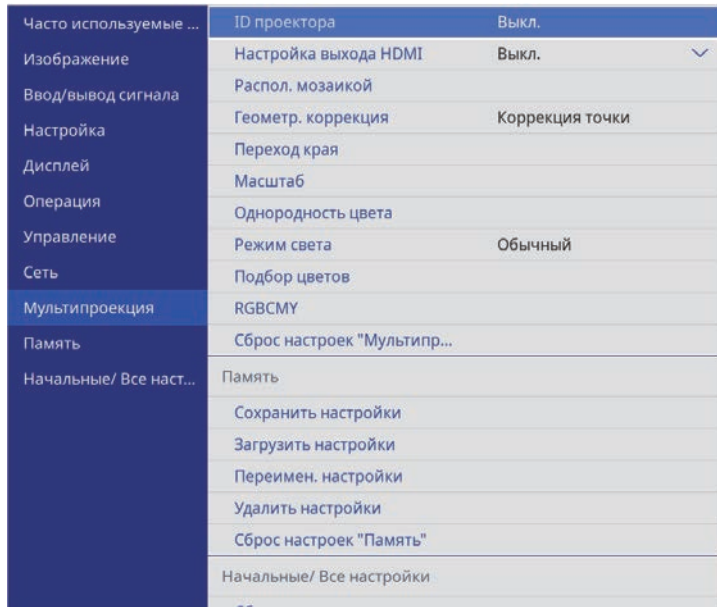 Часто используемые ...
Изображение
Ввод/вывод сигнала
Настройка
Дисплей
Операция
Управление
Сеть
Мультипроекция
Память
Начальные/ Все наст...
ID проектора Выкл.
Настройка выхода HDMI Выкл.
Распол. мозаикой
Геометр. коррекция Коррекция точки
Переход края
Масштаб
Однородность цвета
Режим света Обычный
Подбор цветов
RGBCMY
Сброс настроек "Мультипр...
Память
Сохранить настройки
Загрузить настройки
Переимен. настройки
Удалить настройки
Сброс настроек "Память"
Начальные/ Все настройки